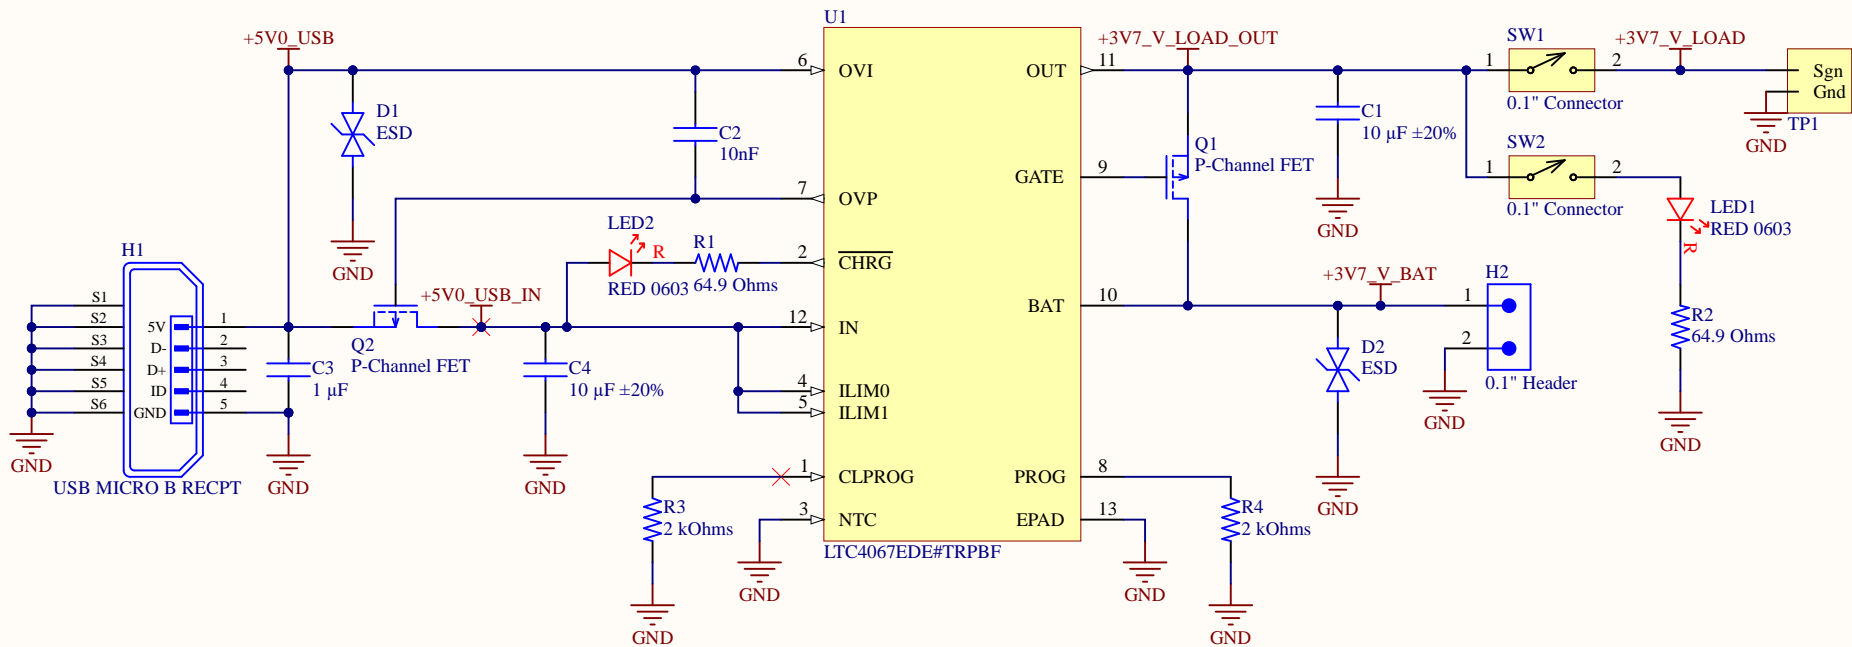 U1
+5V0_USB
6
OVI
OUT
11
+3V7_V_LOAD_OUT
SW1
1
2
0.1" Connector
+3V7_V_LOAD
Sgn
Gnd
TP1
GND
D1
ESD
GND
C2
10nF
C1
10 µF ±20%
GND
Q1
P-Channel FET
9
GATE
7
OVP
SW2
1
2
0.1" Connector
LED1
RED 0603
R
LED2
R
RED 0603
R1
64.9 Ohms
2
CHRG
+5V0_USB_IN
H1
S1
S2
S3
S4
S5
S6
5V
D-
D+
ID
GND
1
2
3
4
5
GND
USB MICRO B RECPT
C3
1 µF
GND
Q2
P-Channel FET
C4
10 µF ±20%
GND
12
IN
4
ILIM0
5
ILIM1
BAT
10
+3V7_V_BAT
H2
1
2
0.1" Header
GND
D2
ESD
GND
R2
64.9 Ohms
GND
1
CLPROG
PROG
8
3
NTC
EPAD
13
LTC4067EDE#TRPBF
R3
2 kOhms
GND
GND
GND
R4
2 kOhms
GND